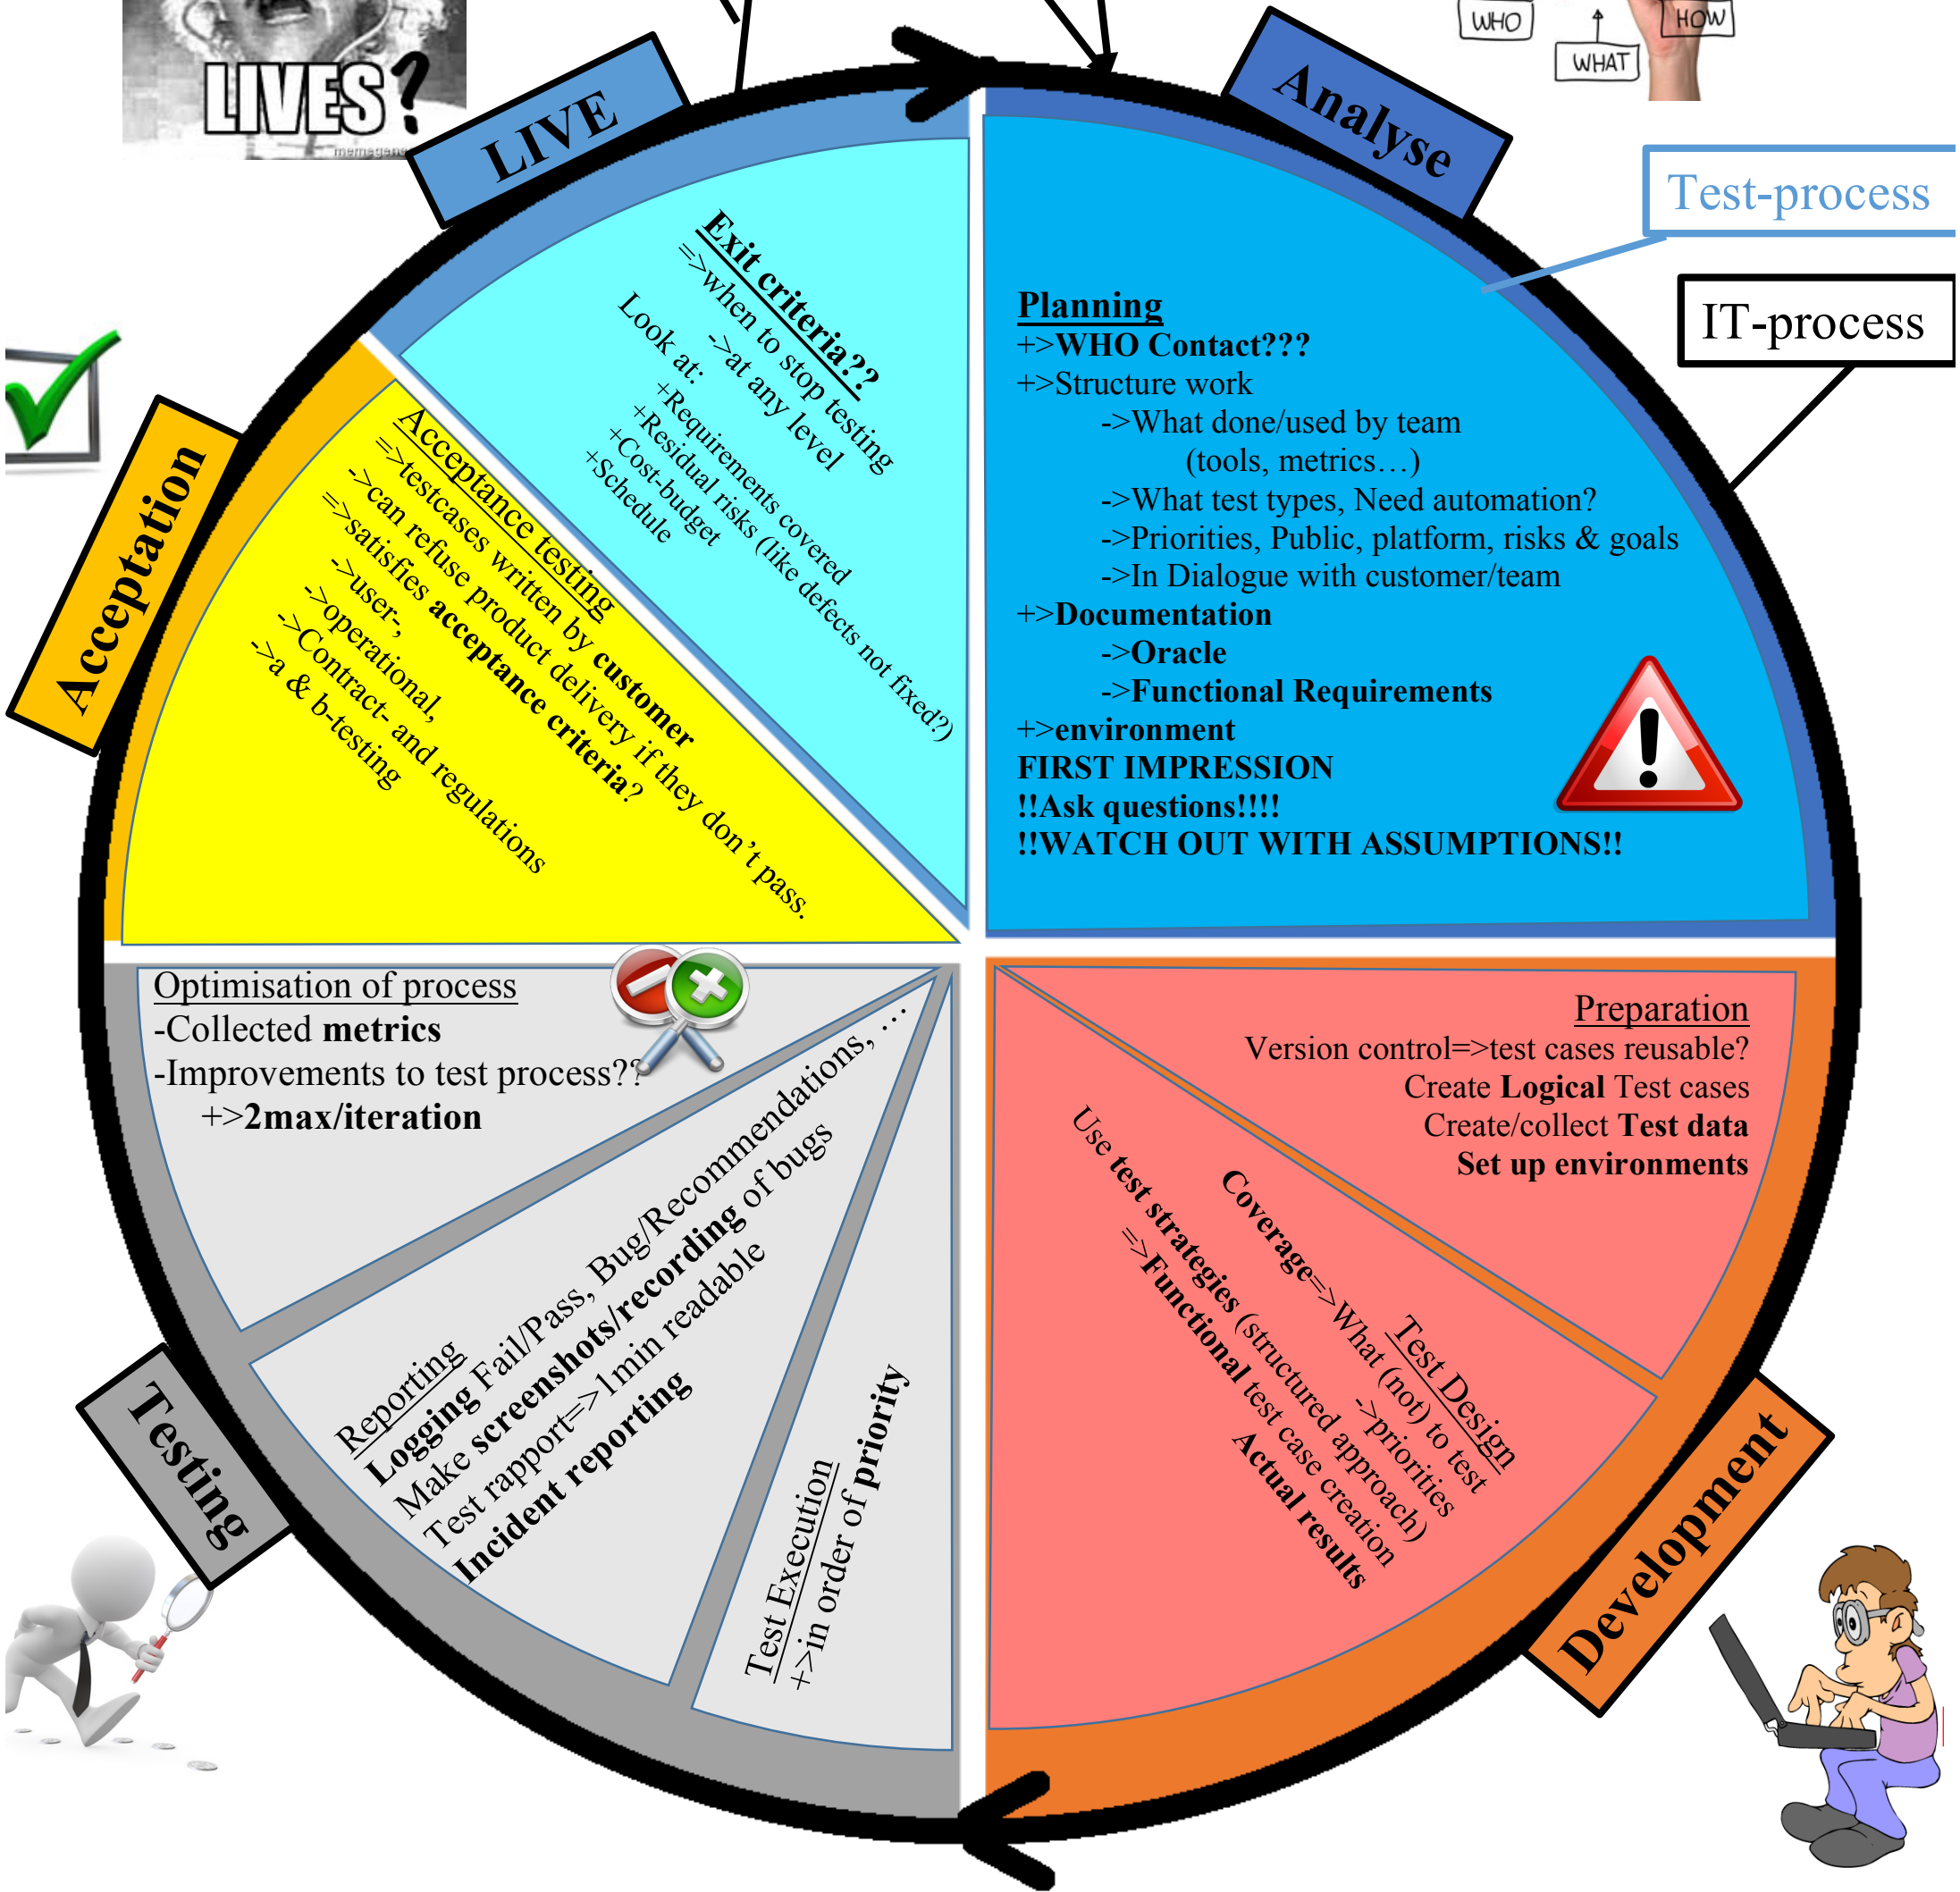 LIVES?
memegene
WHO
HOW
WHAT
LIVE
Analyse
Test-process
IT-process
Exit criteria??
=>when to stop testing
->at any level
Look at:
+Requirements covered
+Residual risks (like defects not fixed?)
+Cost-budget
+Schedule
Planning
+>WHO Contact???
+>Structure work
->What done/used by team
(tools, metrics…)
->What test types, Need automation?
->Priorities, Public, platform, risks & goals
->In Dialogue with customer/team
+>Documentation
->Oracle
->Functional Requirements
+>environment
FIRST IMPRESSION
!!Ask questions!!!!
!!WATCH OUT WITH ASSUMPTIONS!!
Acceptation
Acceptance testing
=>testcases written by customer
->can refuse product delivery if they don't pass.
=>satisfies acceptance criteria?
->user-,
->operational,
->Contract- and regulations
->a & b-testing
Optimisation of process
-Collected metrics
-Improvements to test process??
+>2max/iteration
Preparation
Version control=>test cases reusable?
Create Logical Test cases
Create/collect Test data
Set up environments
Test Design
Coverage=>What (not) to test
->priorities
Use test strategies (structured approach)
=>Functional test case creation
Actual results
Development
Testing
Reporting
Logging Fail/Pass, Bug/Recommendations, …
Make screenshots/recording of bugs
Test rapport=>1min readable
Incident reporting
Test Execution
+>in order of priority